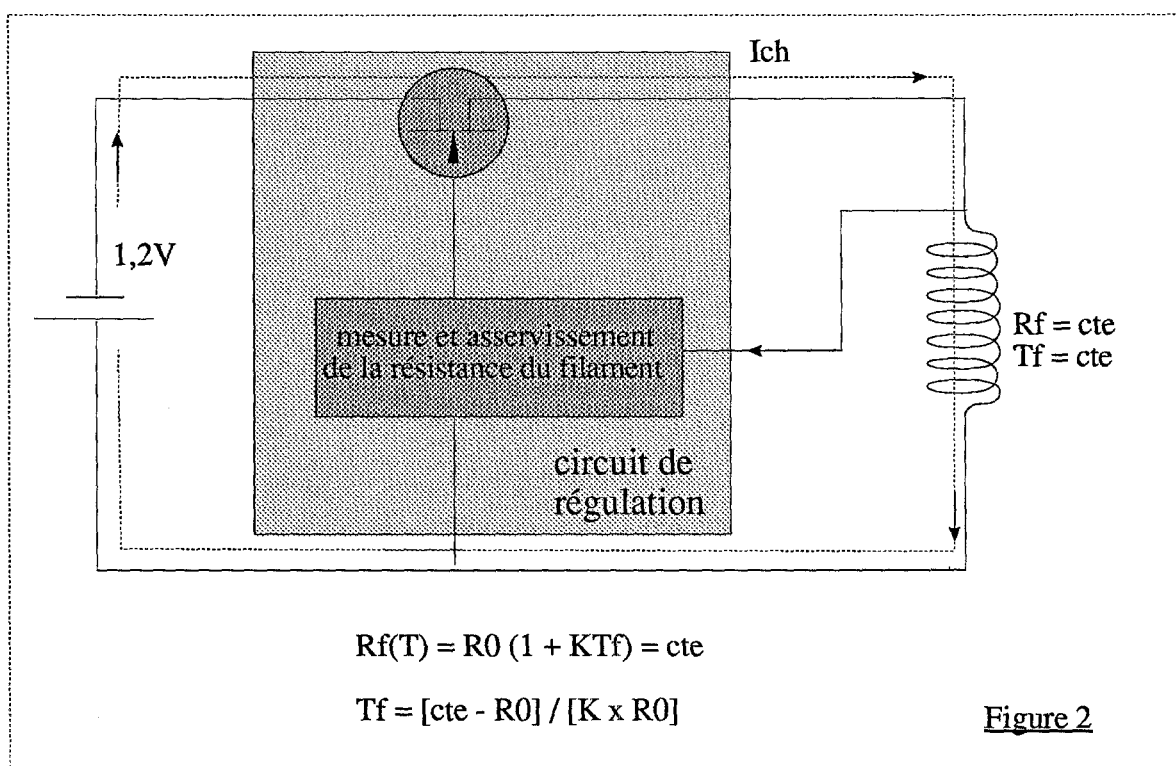 Ich
1,2V
mesure et asservissement
de la résistance du filament
Rf = cte
Tf = cte
circuit de
régulation
Rf(T) = R0 (1 + KTf) = cte
Tf = [cte - R0] / [K x R0]
Figure 2